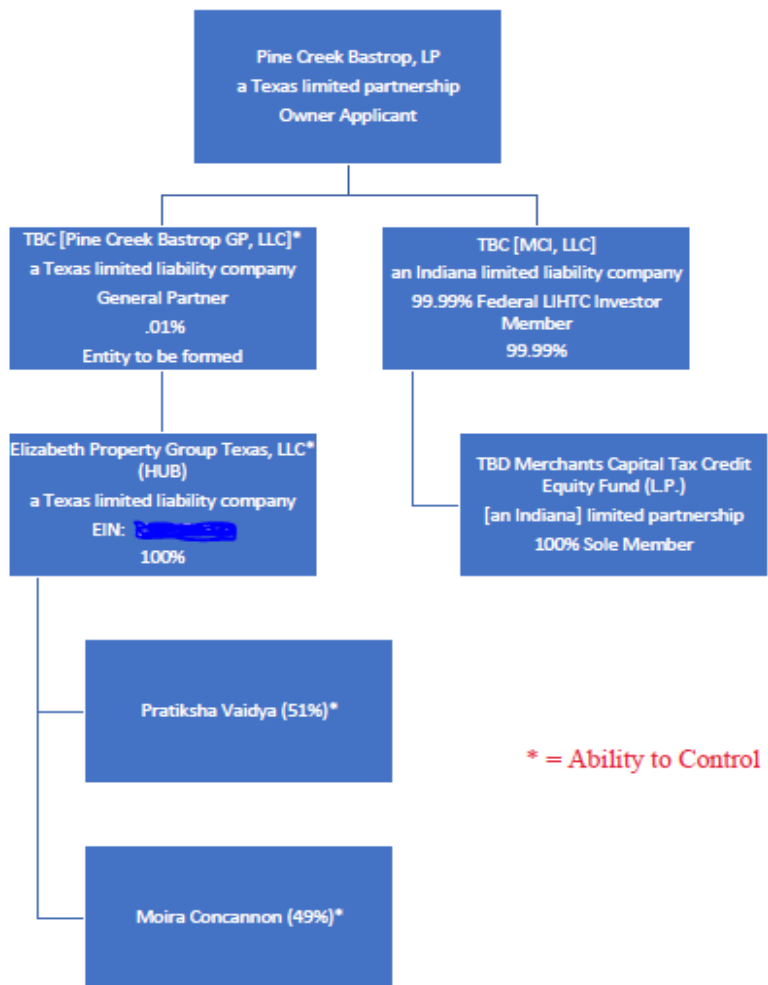 Pine Creek Bastrop, LP
a Texas limited partnership
Owner Applicant
TBC [Pine Creek Bastrop GP, LLC]*
a Texas limited liability company
General Partner
.01%
Entity to be formed
TBC [MCI, LLC]
an Indiana limited liability company
99.99% Federal LIHTC Investor
Member
99.99%
Elizabeth Property Group Texas, LLC*
(HUB)
a Texas limited liability company
EIN:
100%
TBD Merchants Capital Tax Credit
Equity Fund (L.P.)
[an Indiana] limited partnership
100% Sole Member
Pratiksha Vaidya (51%)*
* = Ability to Control
Moira Concannon (49%)*